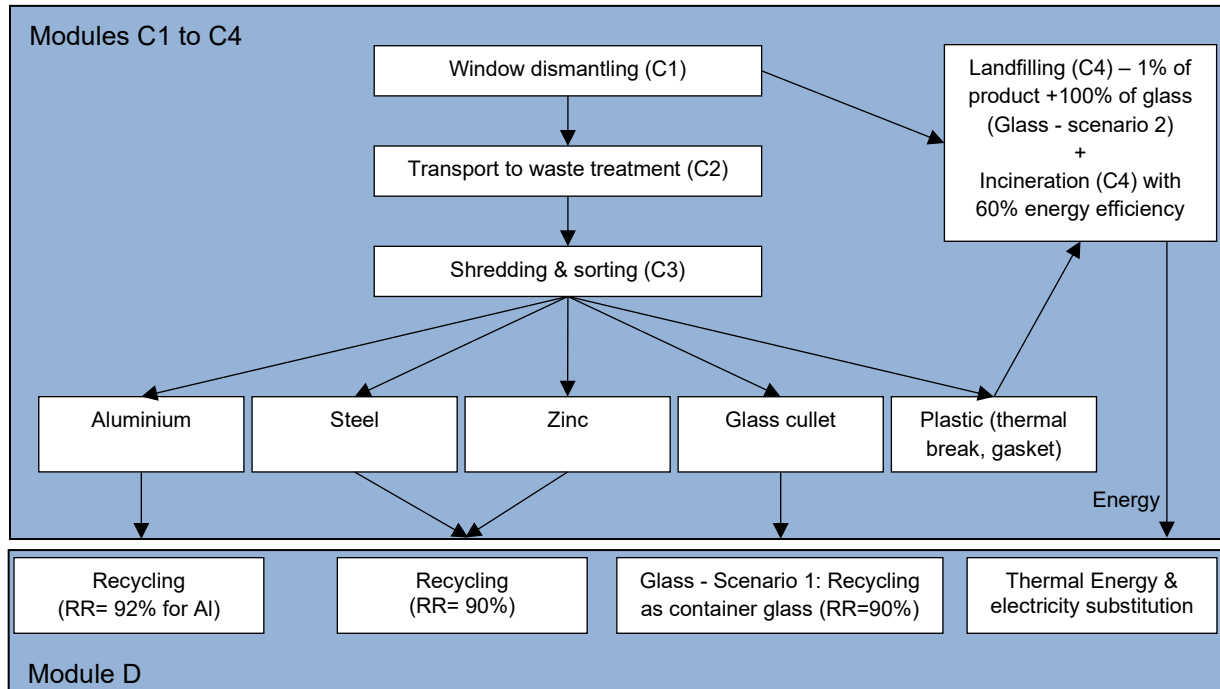 Modules C1 to C4
Window dismantling (C1)
Landfilling (C4) – 1% of
product +100% of glass
(Glass - scenario 2)
+
Incineration (C4) with
60% energy efficiency
Transport to waste treatment (C2)
Shredding & sorting (C3)
Aluminium
Steel
Zinc
Glass cullet
Plastic (thermal
break, gasket)
Energy
Recycling
(RR= 92% for Al)
Recycling
(RR= 90%)
Glass - Scenario 1: Recycling
as container glass (RR=90%)
Thermal Energy &
electricity substitution
Module D